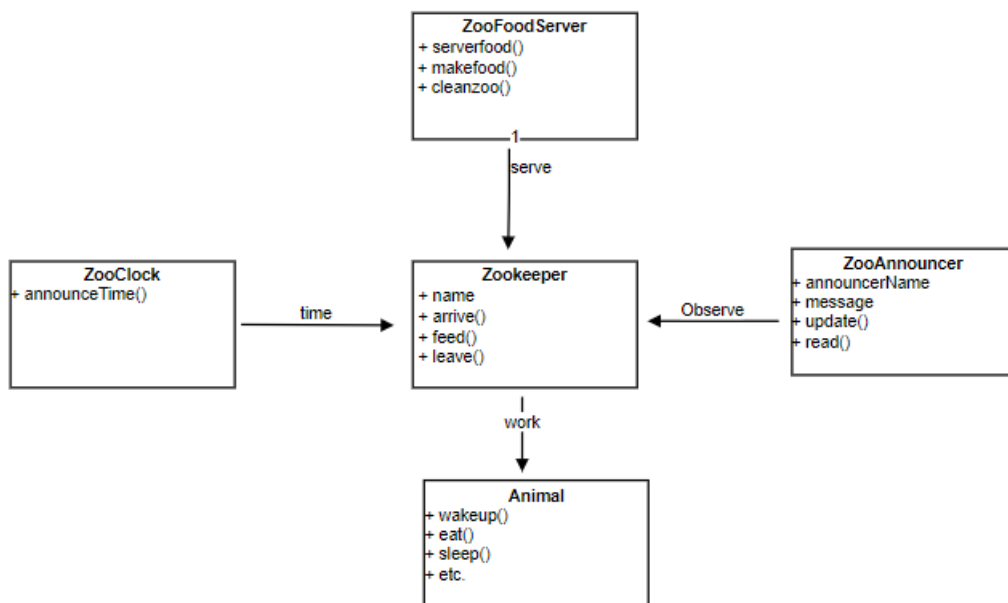 ZooFoodServer
+ serverfood()
+ makefood()
+ cleanzoo()
1
serve
ZooClock
+ announceTime()
time
Zookeeper
+ name
+ arrive()
+ feed()
+ leave()
Observe
ZooAnnouncer
+ announcerName
+ message
+ update()
+ read()
work
Animal
+ wakeup()
+ eat()
+ sleep()
+ etc.